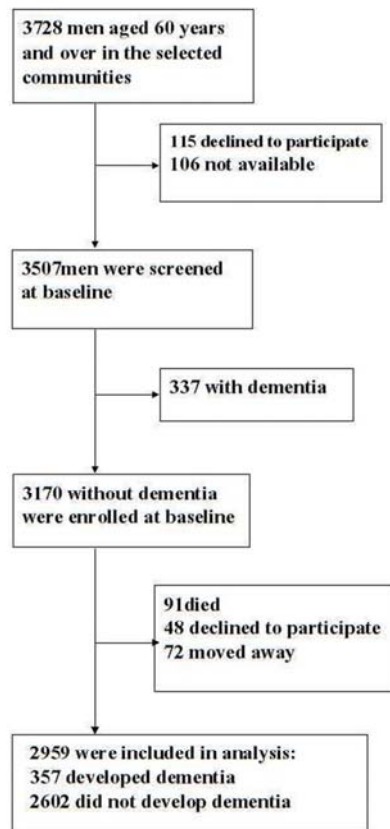 3728 men aged 60 years
and over in the selected
communities
115 declined to participate
106 not available
3507men were screened
at baseline
337 with dementia
3170 without dementia
were enrolled at baseline
91died
48 declined to participate
72 moved away
2959 were included in analysis:
357 developed dementia
2602 did not develop dementia